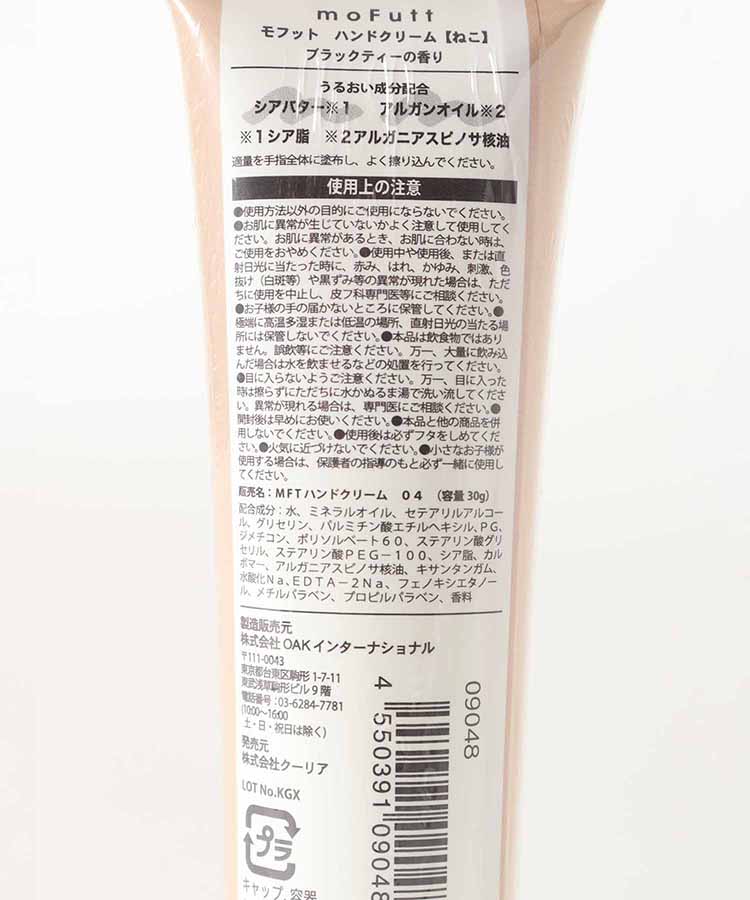 moFutt
モフット　ハンドクリーム【ねこ】
ブラックティーの香り
うるおい成分配合
シアバター※１　アルガンオイル※２
※１シア脂　※２アルガニアスピノサ核油
適量を手指全体に塗布し、よく擦り込んでください。
使用上の注意
●使用方法以外の目的にご使用にならないでください。
●お肌に異常が生じていないかよく注意して使用してく
ださい。お肌に異常があるとき、お肌に合わない時は、
ご使用をおやめください。●使用中や使用後、または直
射日光に当たった時に、赤み、はれ、かゆみ、刺激、色
抜け（白斑等）や黒ずみ等の異常が現れた場合は、ただ
ちに使用を中止し、皮フ科専門医等にご相談ください。
●お子様の手の届かないところに保管してください。●
極端に高温多湿または低温の場所、直射日光の当たる場
所には保管しないでください。●本品は飲食物ではあり
ません。誤飲等にご注意ください。万一、大量に飲み込
んだ場合は水を飲ませるなどの処置を行ってください。
●目に入らないようご注意ください。万一、目に入った
時は擦らずにただちに水かぬるま湯で洗い流してくださ
い。異常が現れる場合は、専門医にご相談ください。●
開封後は早めにお使いください。●本品と他の商品を併
用しないでください。●使用後は必ずフタをしめてくだ
さい。●火気に近づけないでください。●小さなお子様が
使用する場合は、保護者の指導のもと必ず一緒に使用し
てください。
販売名：ＭＦＴハンドクリーム　０４　（容量 30g）
配合成分：水、ミネラルオイル、セテアリルアルコー
ル、グリセリン、パルミチン酸エチルヘキシル、ＰＧ、
ジメチコン、ポリソルベート６０、ステアリン酸グリ
セリル、ステアリン酸ＰＥＧ－１００、シア脂、カル
ボマー、アルガニアスピノサ核油、キサンタンガム、
水酸化Ｎａ、ＥＤＴＡ－２Ｎａ、フェノキシエタノー
ル、メチルパラベン、プロピルパラベン、香料
製造販売元
株式会社 OAK インターナショナル
〒111-0043
東京都台東区駒形 1-7-11
東武浅草駒形ビル 9 階
電話番号：03-6284-7781
(10:00～16:00
土・日・祝日は除く)
発売元
株式会社クーリア
LOT No.KGX
プラ
キャップ、容器
09048
4 550391 09048